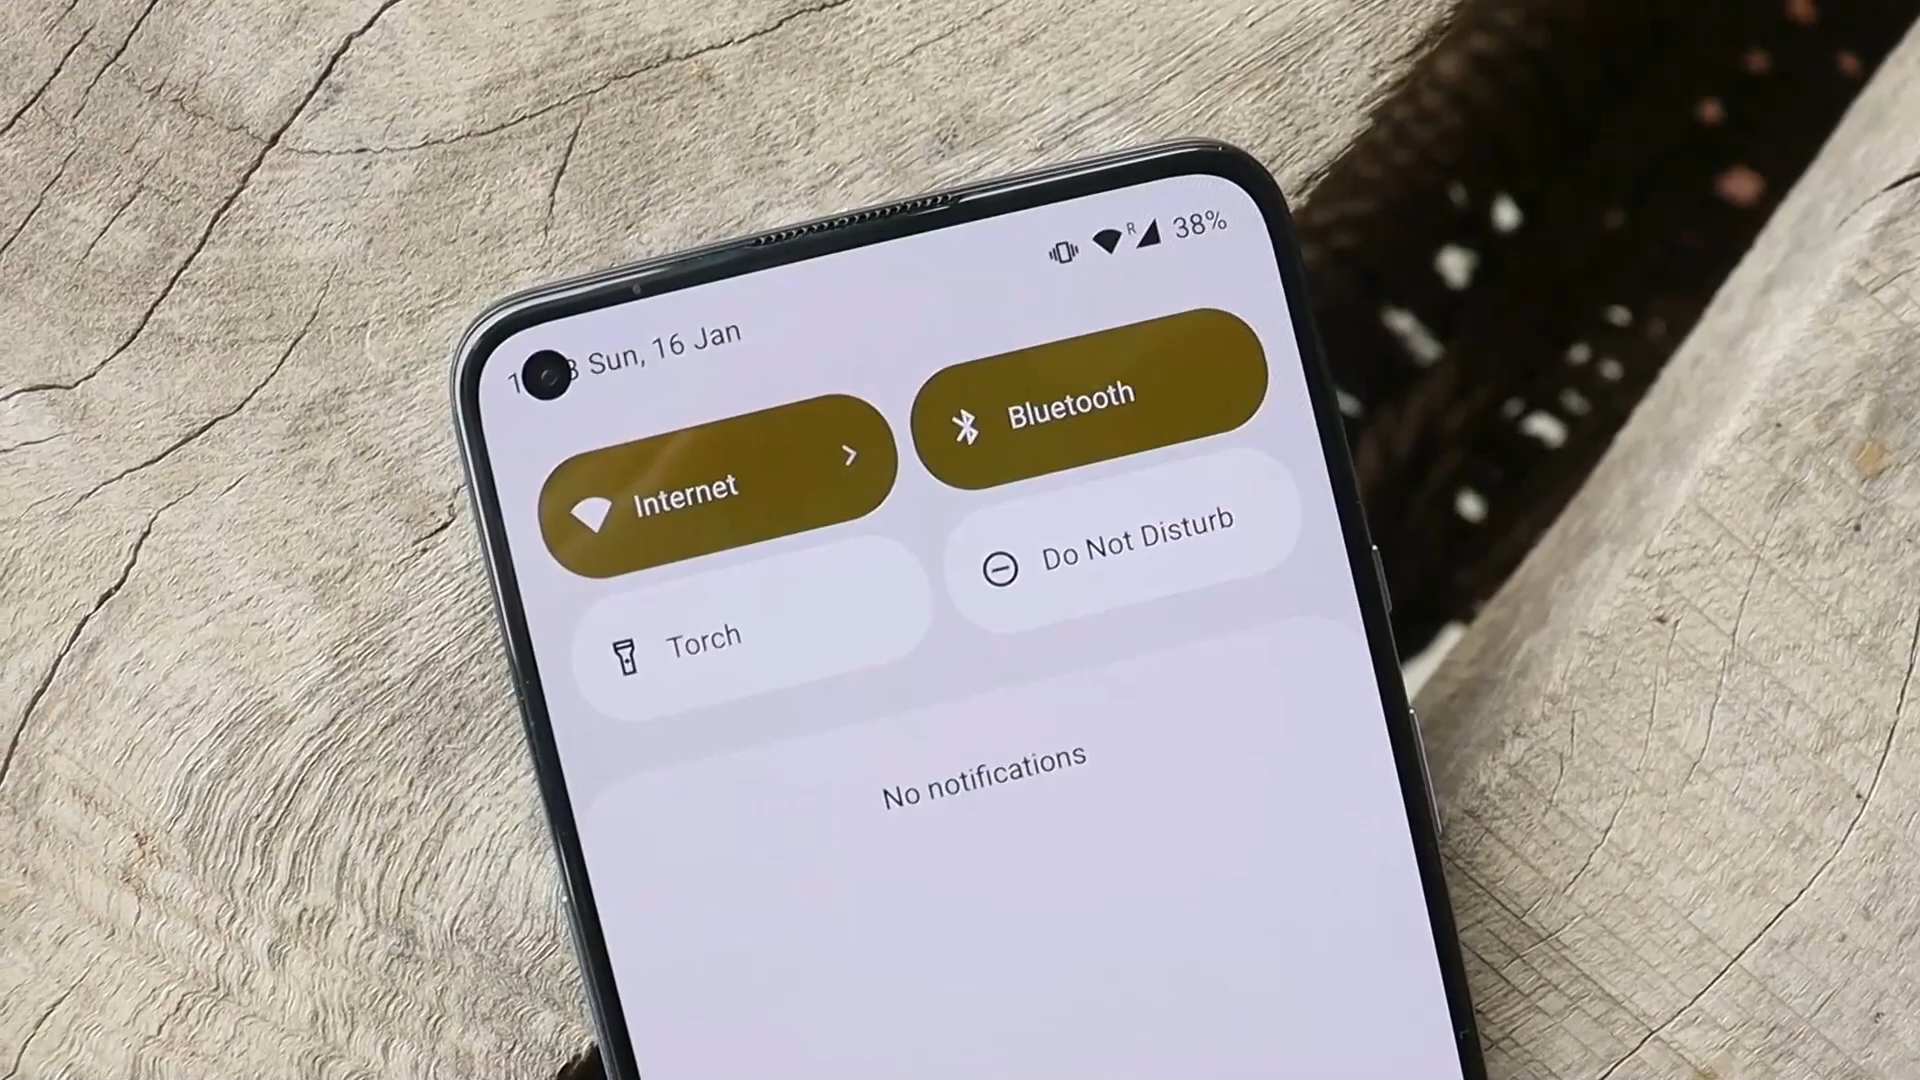 R 38%
Sun, 16 Jan
Internet
Bluetooth
Torch
Do Not Disturb
No notifications